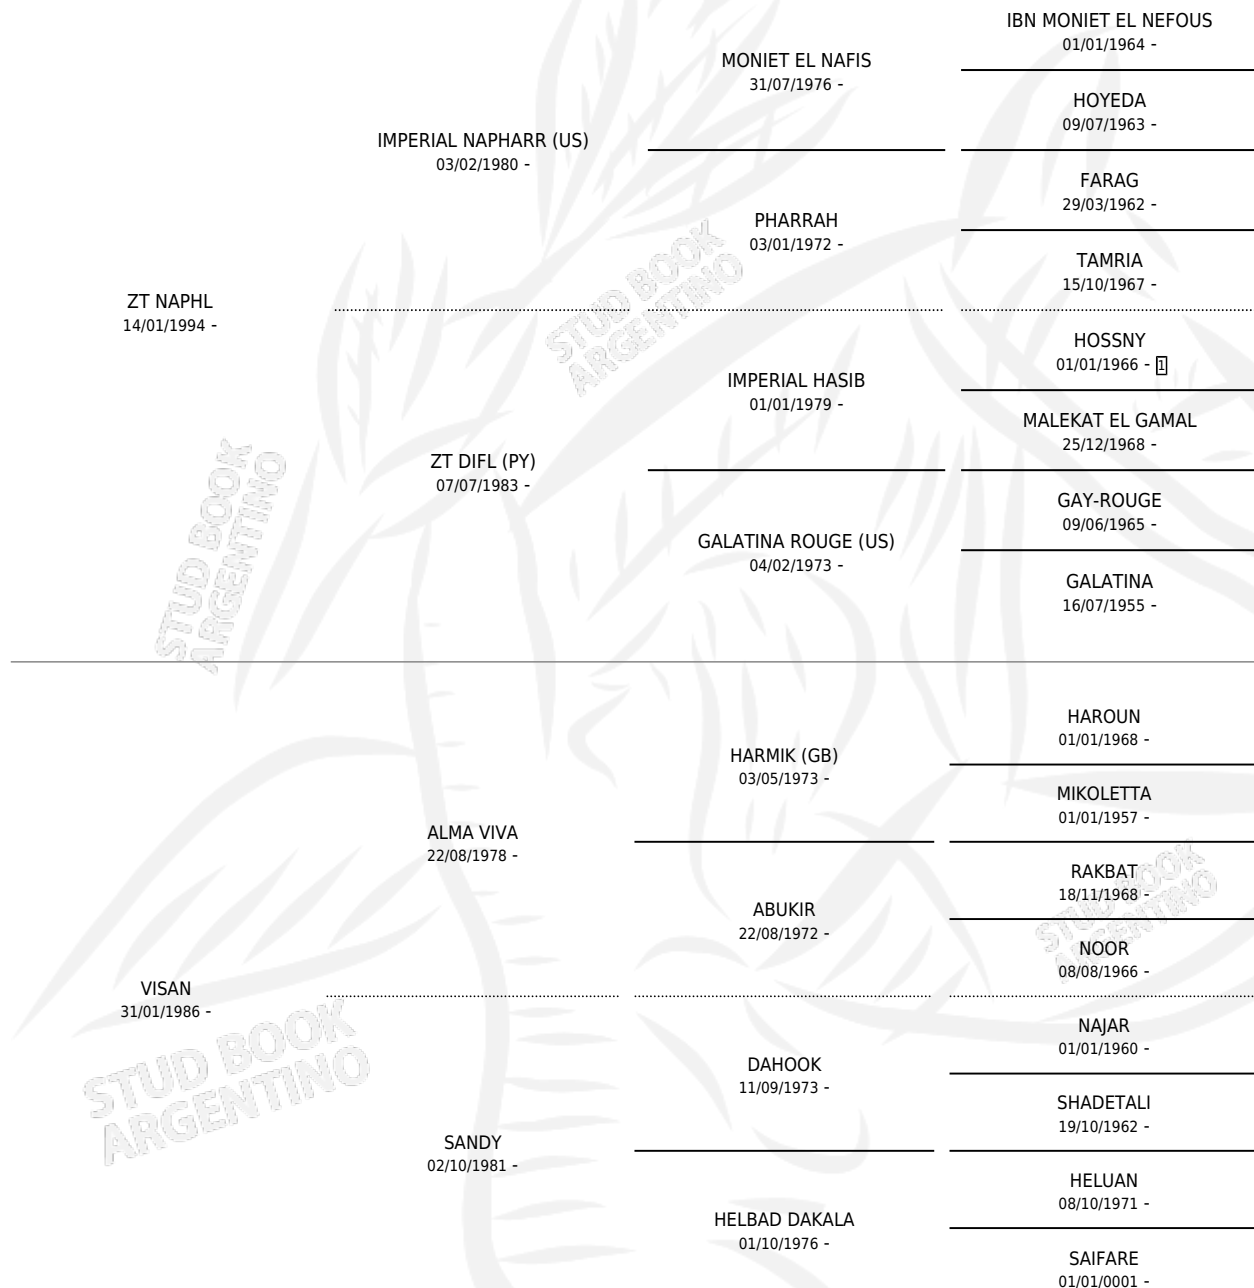 IBN MONIET EL NEFOUS
01/01/1964 -
MONIET EL NAFIS
31/07/1976 -
HOYEDA
09/07/1963 -
IMPERIAL NAPHARR (US)
03/02/1980 -
FARAG
29/03/1962 -
PHARRAH
03/01/1972 -
TAMRIA
15/10/1967 -
ZT NAPHL
14/01/1994 -
HOSSNY
01/01/1966 - 1
IMPERIAL HASIB
01/01/1979 -
MALEKAT EL GAMAL
25/12/1968 -
ZT DIFL (PY)
07/07/1983 -
GAY-ROUGE
09/06/1965 -
GALATINA ROUGE (US)
04/02/1973 -
GALATINA
16/07/1955 -
HAROUN
01/01/1968 -
HARMIK (GB)
03/05/1973 -
MIKOLETTA
01/01/1957 -
ALMA VIVA
22/08/1978 -
RAKBAT
18/11/1968 -
ABUKIR
22/08/1972 -
NOOR
08/08/1966 -
VISAN
31/01/1986 -
NAJAR
01/01/1960 -
DAHOOK
11/09/1973 -
SHADETALI
19/10/1962 -
SANDY
02/10/1981 -
HELUAN
08/10/1971 -
HELBAD DAKALA
01/10/1976 -
SAIFARE
01/01/0001 -
STUD BOOK
ARGENTINO
STUD BOOK
ARGENTINO
STUD BOOK
ARGENTINO
STUD BOOK
ARGENTINO